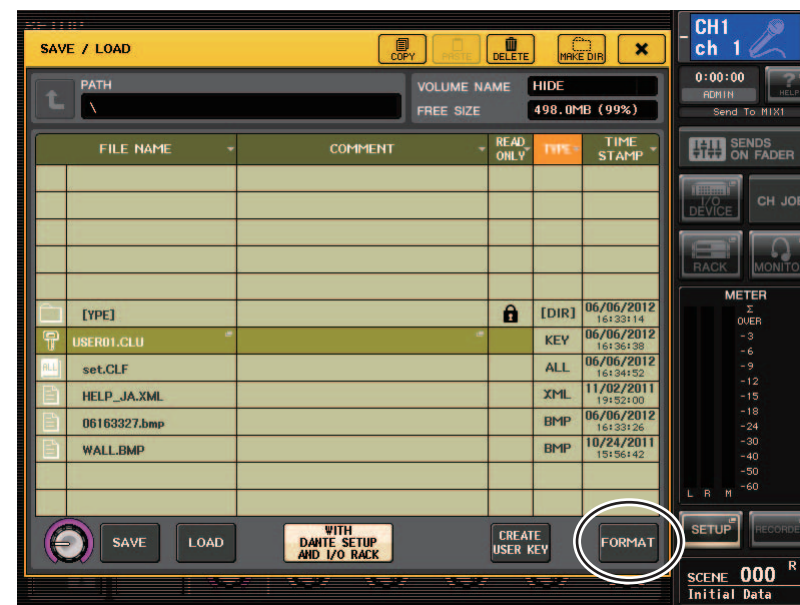 SAVE / LOAD
COPY
PASTE
DELETE
MAKE DIR
CH1
ch 1
PATH
\
VOLUME NAME HIDE
FREE SIZE 498.0MB (99%)
0:00:00
ADMIN
?
HELP
Send To MIX1
FILE NAME COMMENT READ ONLY TYPE TIME STAMP
SENDS ON FADER
I/O DEVICE
CH JOB
RACK
MONITO
[YPE] [DIR] 06/06/2012 16:33:14
USER01.CLU KEY 06/06/2012 16:36:38
ALL set.CLF ALL 06/06/2012 16:34:52
HELP_JA.XML XML 11/02/2011 19:52:00
06163327.bmp BMP 06/06/2012 16:33:26
WALL.BMP BMP 10/24/2011 15:56:42
METER
Σ
OVER
-3
-6
-9
-12
-15
-18
-24
-30
-40
-50
-60
L R M
SAVE
LOAD
WITH
DANTE SETUP
AND I/O RACK
CREATE
USER KEY
FORMAT
SETUP
RECORDE
SCENE 000 R
Initial Data